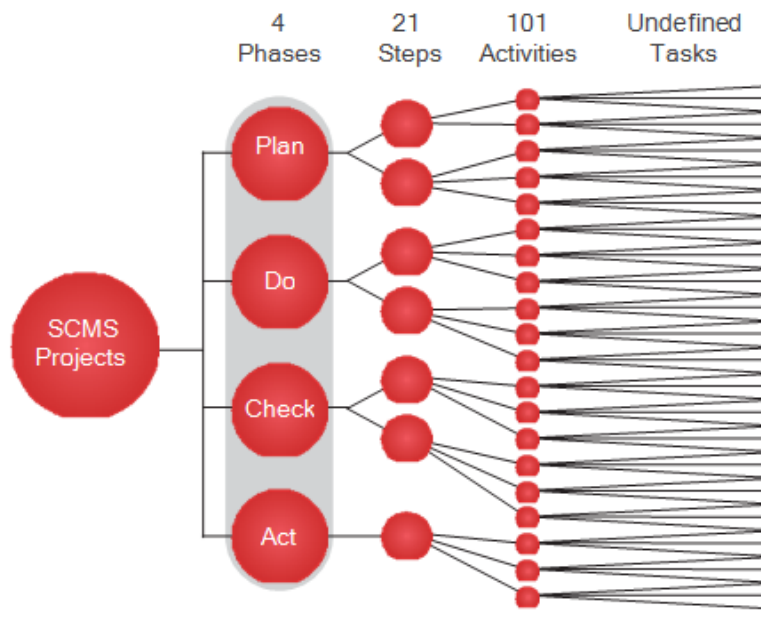 4
Phases
21
Steps
101
Activities
Undefined
Tasks
Plan
Do
SCMS
Projects
Check
Act